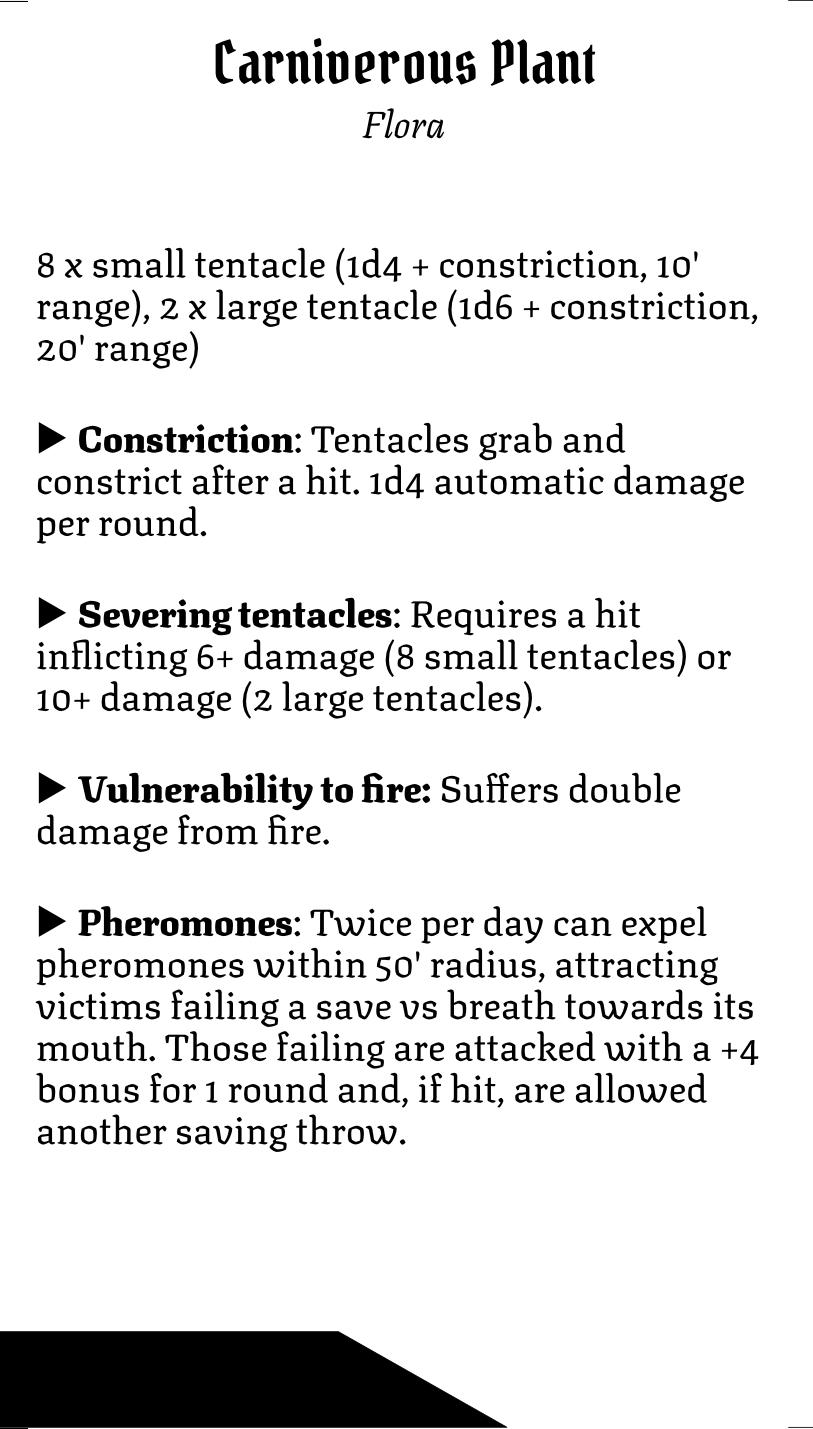 Carniverous Plant
Flora
8 x small tentacle (1d4 + constriction, 10'
range), 2 x large tentacle (1d6 + constriction,
20' range)
▶ Constriction: Tentacles grab and
constrict after a hit. 1d4 automatic damage
per round.
▶ Severing tentacles: Requires a hit
inflicting 6+ damage (8 small tentacles) or
10+ damage (2 large tentacles).
▶ Vulnerability to fire: Suffers double
damage from fire.
▶ Pheromones: Twice per day can expel
pheromones within 50' radius, attracting
victims failing a save vs breath towards its
mouth. Those failing are attacked with a +4
bonus for 1 round and, if hit, are allowed
another saving throw.